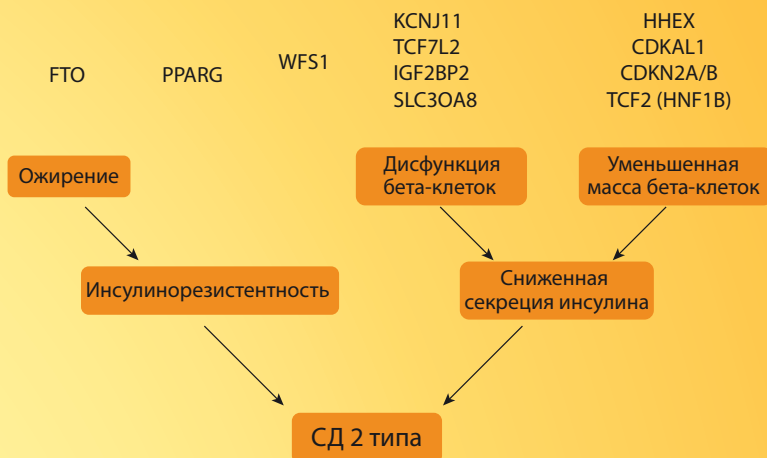 FTO
PPARG
WFS1
KCNJ11
TCF7L2
IGF2BP2
SLC3OA8
HHEX
CDKAL1
CDKN2A/B
TCF2 (HNF1B)
Ожирение
Дисфункция
бета-клеток
Уменьшенная
масса бета-клеток
Инсулинорезистентность
Сниженная
секреция инсулина
СД 2 типа